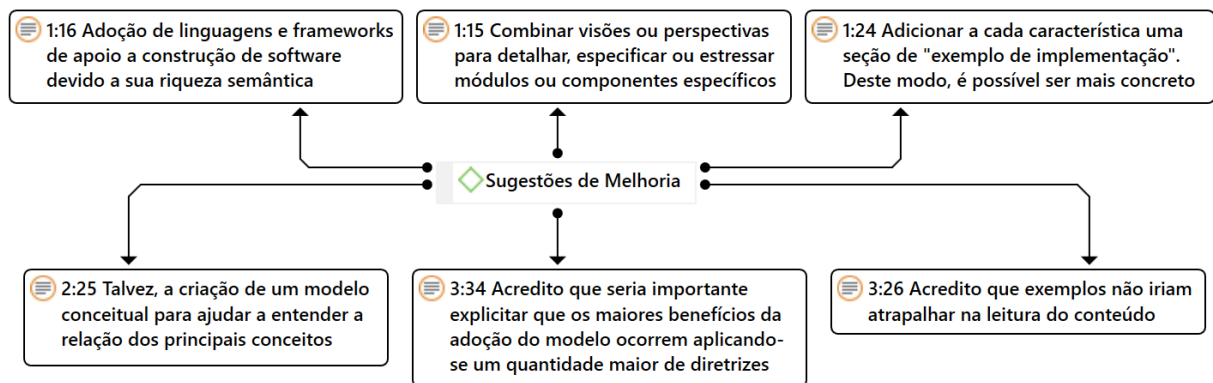 1:16 Adoção de linguagens e frameworks
de apoio a construção de software
devido a sua riqueza semântica
1:15 Combinar visões ou perspectivas
para detalhar, especificar ou estressar
módulos ou componentes específicos
1:24 Adicionar a cada característica uma
seção de "exemplo de implementação".
Deste modo, é possível ser mais concreto
Sugestões de Melhoria
2:25 Talvez, a criação de um modelo
conceitual para ajudar a entender a
relação dos principais conceitos
3:34 Acredito que seria importante
explicitar que os maiores benefícios da
adoção do modelo ocorrem aplicando-
se um quantidade maior de diretrizes
3:26 Acredito que exemplos não iriam
atrapalhar na leitura do conteúdo